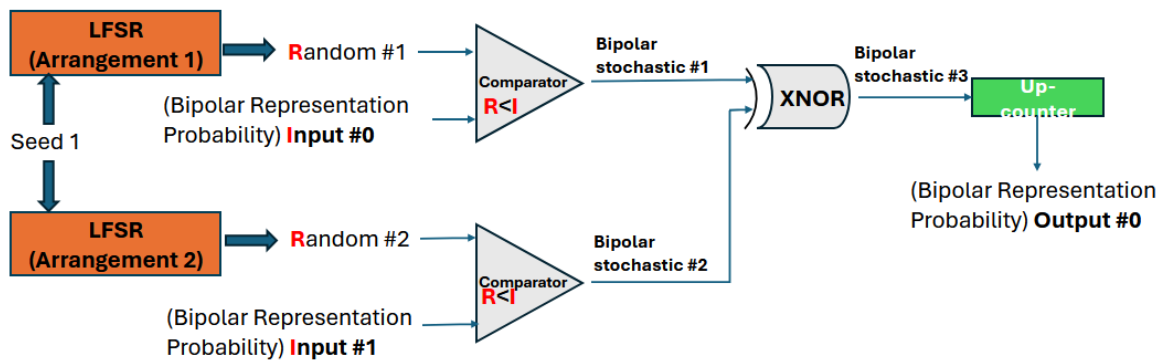 LFSR
(Arrangement 1)
Random #1
(Bipolar Representation
Probability) Input #0
Comparator
R<I
Bipolar
stochastic #1
XNOR
Bipolar
stochastic #3
Up-
counter
(Bipolar Representation
Probability) Output #0
Seed 1
LFSR
(Arrangement 2)
Random #2
(Bipolar Representation
Probability) Input #1
Comparator
R<I
Bipolar
stochastic #2